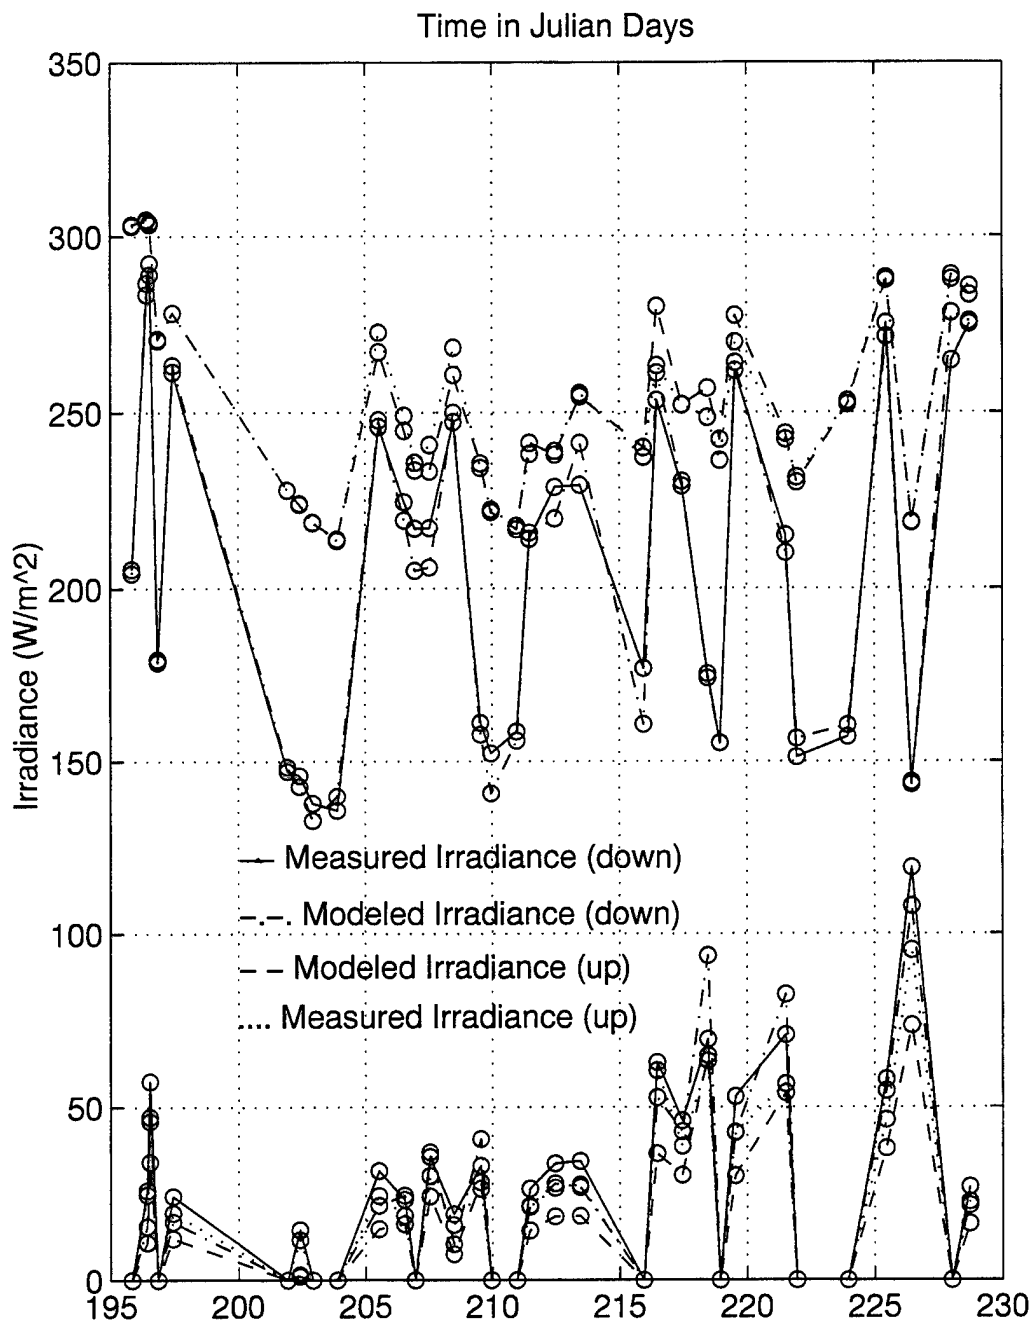 Time in Julian Days
350
300
250
200
150
100
50
0
Irradiance (W/m^2)
Measured Irradiance (down)
Modeled Irradiance (down)
Modeled Irradiance (up)
Measured Irradiance (up)
195 200 205 210 215 220 225 230